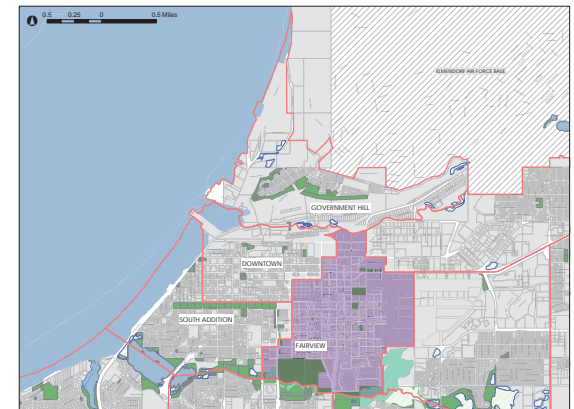 0.5 0.25 0 0.5 Miles
ELMENDORF AIR FORCE BASE
GOVERNMENT HILL
DOWNTOWN
SOUTH ADDITION
FAIRVIEW